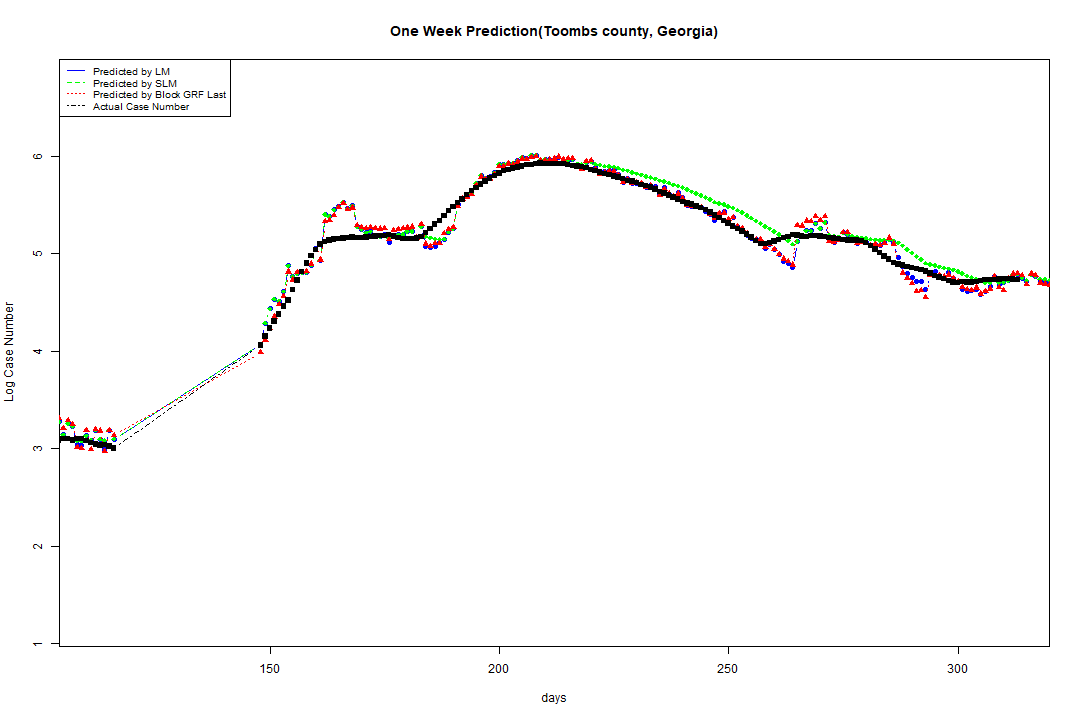 One Week Prediction(Toombs county, Georgia)
Predicted by LM
Predicted by SLM
Predicted by Block GRF Last
Actual Case Number
6
5
4
3
2
1
Log Case Number
150 200 250 300
days